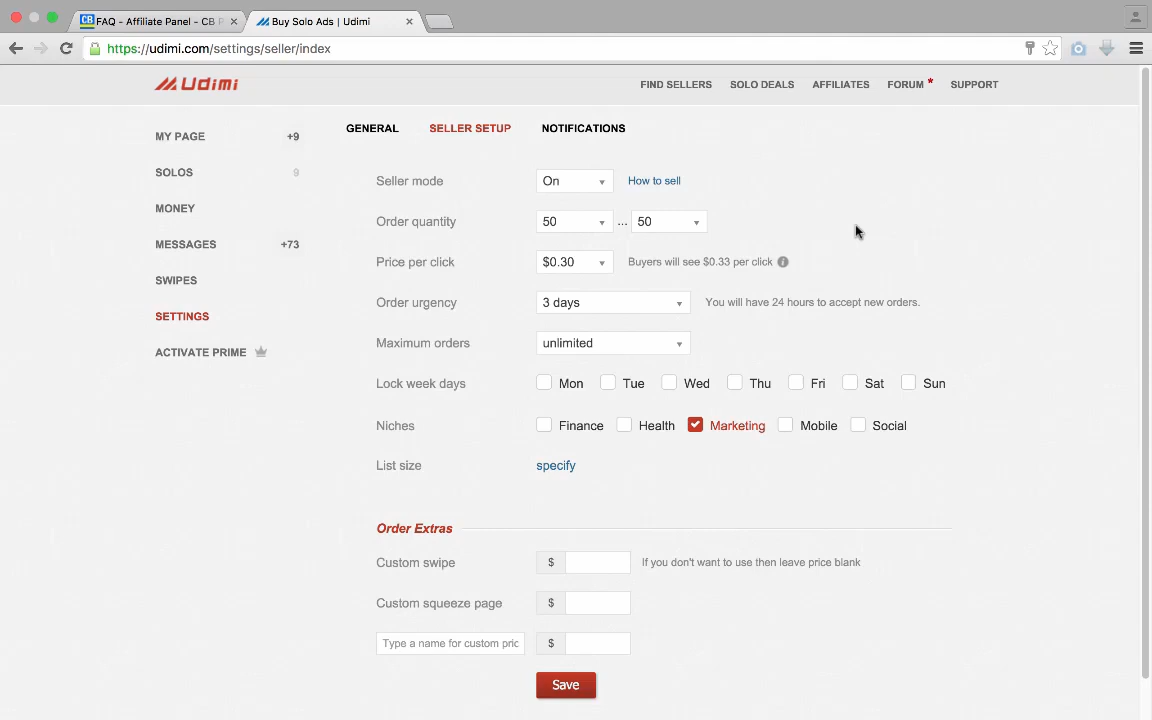 FAQ - Affiliate Panel - CB P
Buy Solo Ads | Udimi
https://udimi.com/settings/seller/index
Udimi
FIND SELLERS SOLO DEALS AFFILIATES FORUM * SUPPORT
MY PAGE +9
SOLOS 9
MONEY
MESSAGES +73
SWIPES
SETTINGS
ACTIVATE PRIME
GENERAL SELLER SETUP NOTIFICATIONS
Seller mode On How to sell
Order quantity 50 ... 50
Price per click $0.30 Buyers will see $0.33 per click
Order urgency 3 days You will have 24 hours to accept new orders.
Maximum orders unlimited
Lock week days Mon Tue Wed Thu Fri Sat Sun
Niches Finance Health Marketing Mobile Social
List size specify
Order Extras
Custom swipe $ If you don't want to use then leave price blank
Custom squeeze page $
Type a name for custom pric $
Save